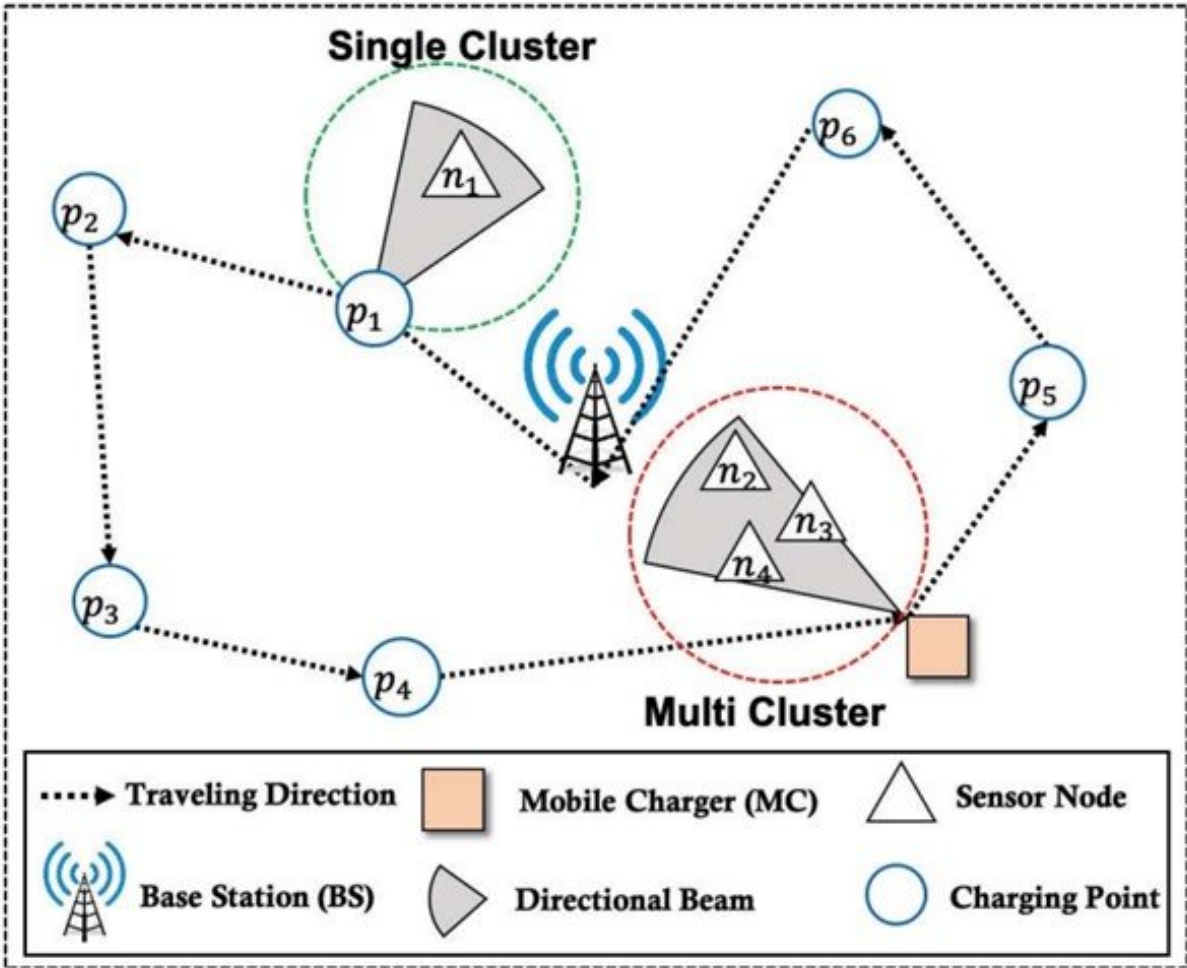 Single Cluster
p₆
n₁
p₂
p₁
p₅
n₂
n₃
n₄
p₃
p₄
Multi Cluster
Traveling Direction
Mobile Charger (MC)
Sensor Node
Base Station (BS)
Directional Beam
Charging Point